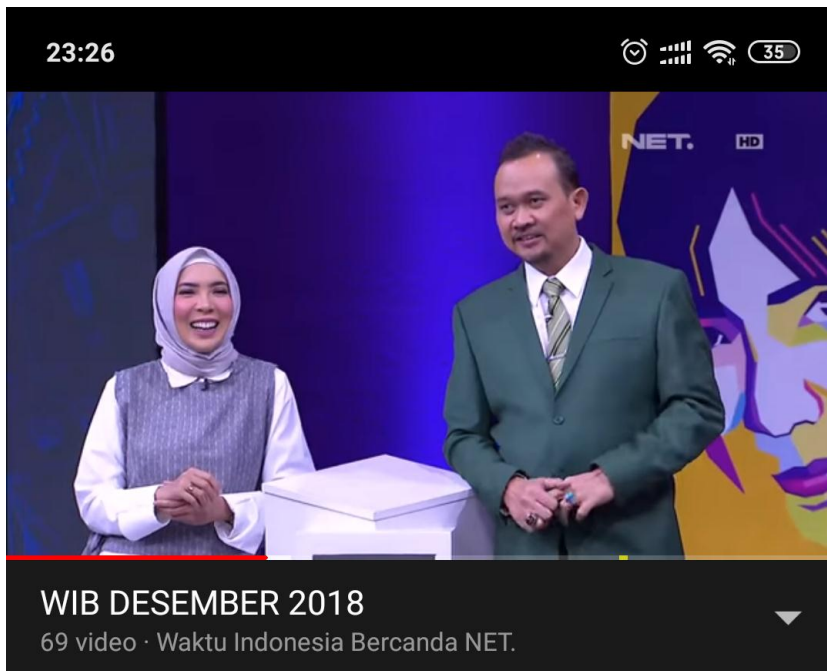 23:26
35
NET. HD
WIB DESEMBER 2018
69 video · Waktu Indonesia Bercanda NET.